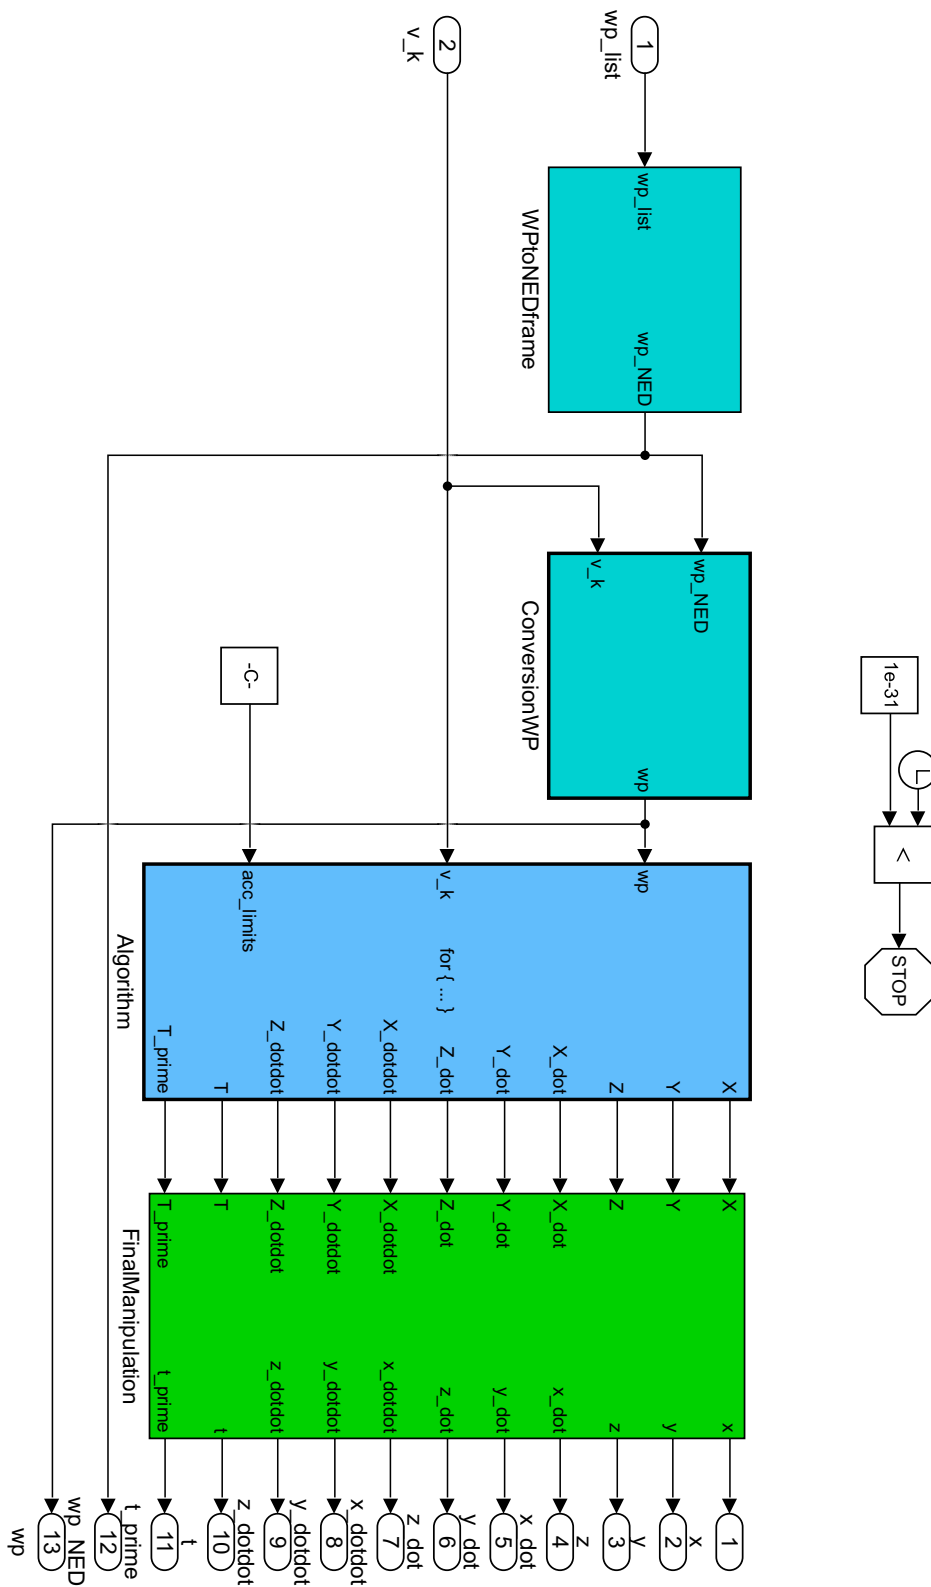 1
wp_list
2
v_k
wp_list
wp_NED
WPtoNEDframe
wp_NED
v_k
wp
ConversionWP
1e-31
L
<
STOP
-C-
wp
v_k
acc_limits
for { ... }
X
Y
Z
X_dot
Y_dot
Z_dot
X_dotdot
Y_dotdot
Z_dotdot
T
T_prime
Algorithm
X
Y
Z
X_dot
Y_dot
Z_dot
X_dotdot
Y_dotdot
Z_dotdot
T
T_prime
x
y
z
x_dot
y_dot
z_dot
x_dotdot
y_dotdot
z_dotdot
t
t_prime
FinalManipulation
1
x
2
y
3
z
4
x_dot
5
y_dot
6
z_dot
7
x_dotdot
8
y_dotdot
9
z_dotdot
10
t
11
t_prime
12
wp_NED
13
wp